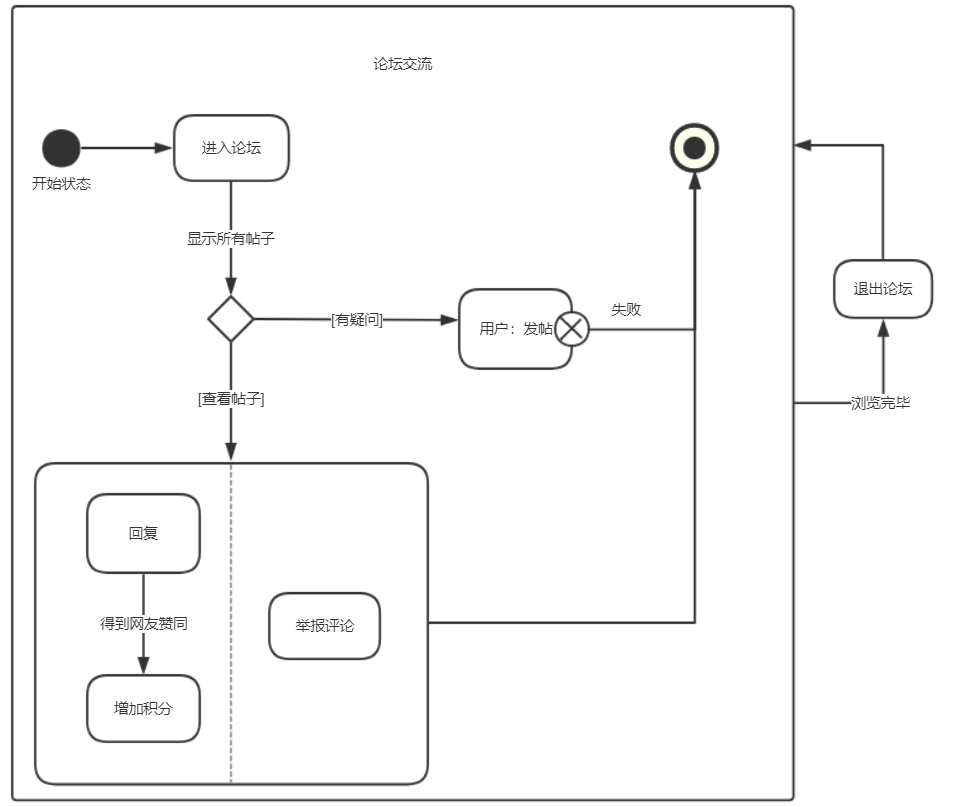 论坛交流
进入论坛
开始状态
显示所有帖子
退出论坛
失败
[有疑问]
用户：发帖
[查看帖子]
浏览完毕
回复
得到网友赞同
举报评论
增加积分